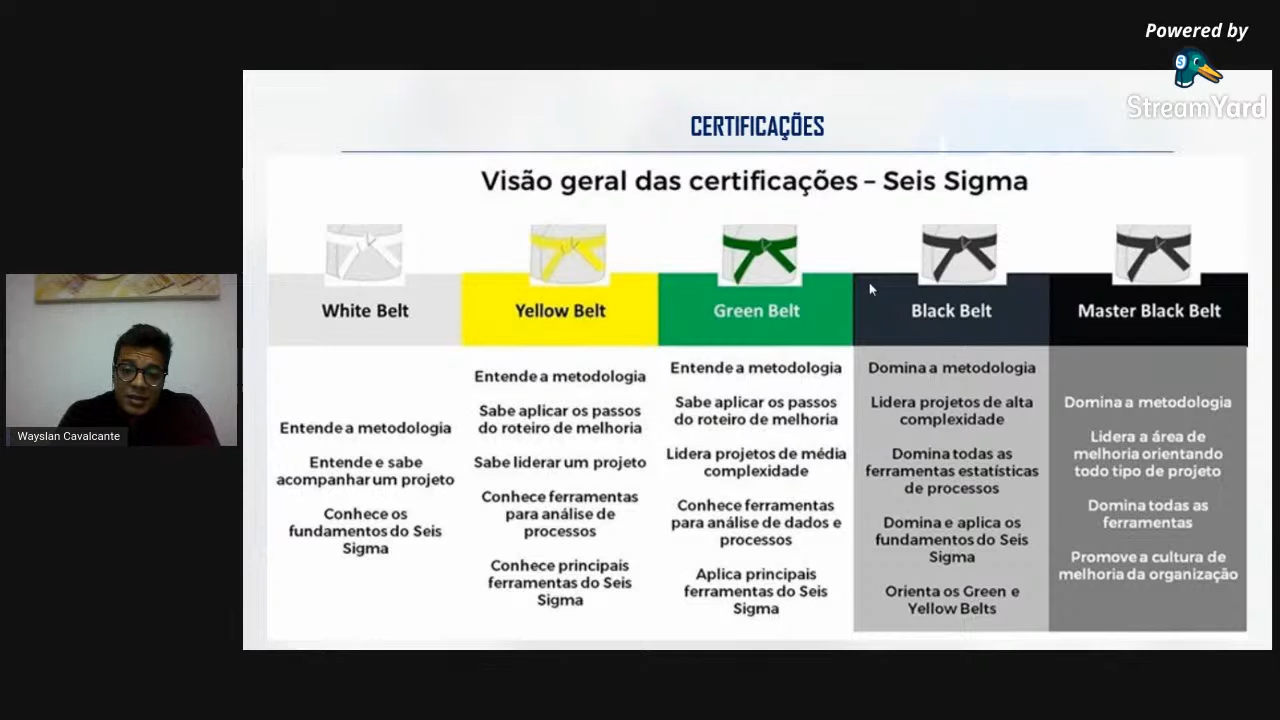 Powered by
StreamYard
CERTIFICAÇÕES
Visão geral das certificações – Seis Sigma
White Belt
Entende a metodologia
Entende e sabe
acompanhar um projeto
Conhece os
fundamentos do Seis
Sigma
Yellow Belt
Entende a metodologia
Sabe aplicar os passos
do roteiro de melhoria
Sabe liderar um projeto
Conhece ferramentas
para análise de
processos
Conhece principais
ferramentas do Seis
Sigma
Green Belt
Entende a metodologia
Sabe aplicar os passos
do roteiro de melhoria
Lidera projetos de média
complexidade
Conhece ferramentas
para análise de dados e
processos
Aplica principais
ferramentas do Seis
Sigma
Black Belt
Domina a metodologia
Lidera projetos de alta
complexidade
Domina todas as
ferramentas estatísticas
de processos
Domina e aplica os
fundamentos do Seis
Sigma
Orienta os Green e
Yellow Belts
Master Black Belt
Domina a metodologia
Lidera a área de
melhoria orientando
todo tipo de projeto
Domina todas as
ferramentas
Promove a cultura de
melhoria da organização
Wayslan Cavalcante